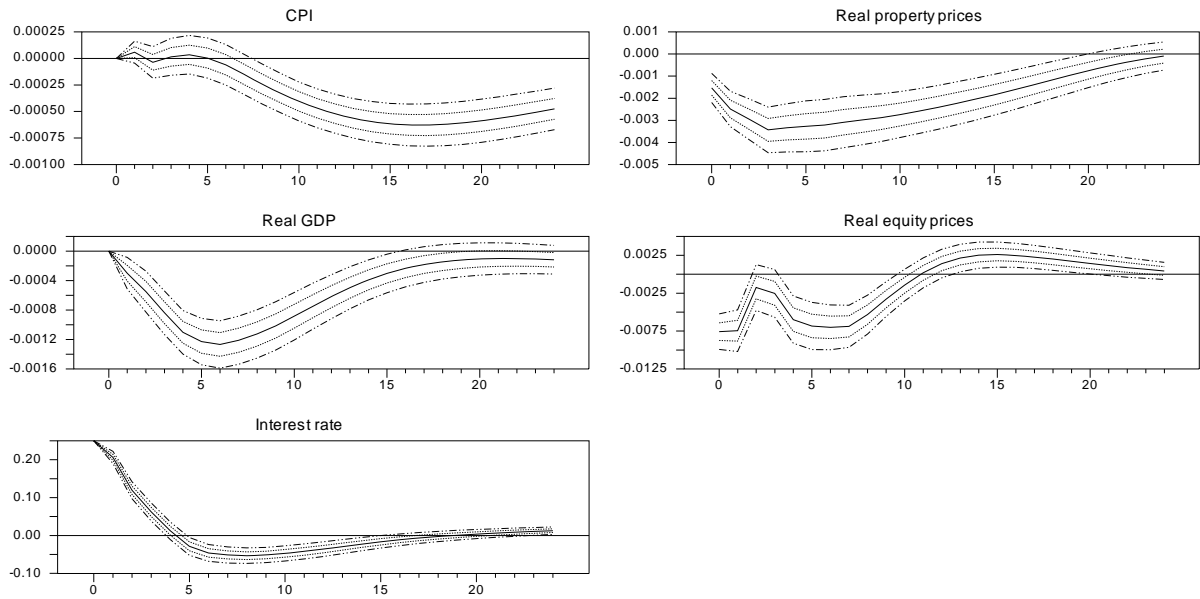 CPI
0.00025
0.00000
-0.00025
-0.00050
-0.00075
-0.00100
0 5 10 15 20
Real property prices
0.001
0.000
-0.001
-0.002
-0.003
-0.004
-0.005
0 5 10 15 20
Real GDP
0.0000
-0.0004
-0.0008
-0.0012
-0.0016
0 5 10 15 20
Real equity prices
0.0025
-0.0025
-0.0075
-0.0125
0 5 10 15 20
Interest rate
0.20
0.00
-0.10
0 5 10 15 20